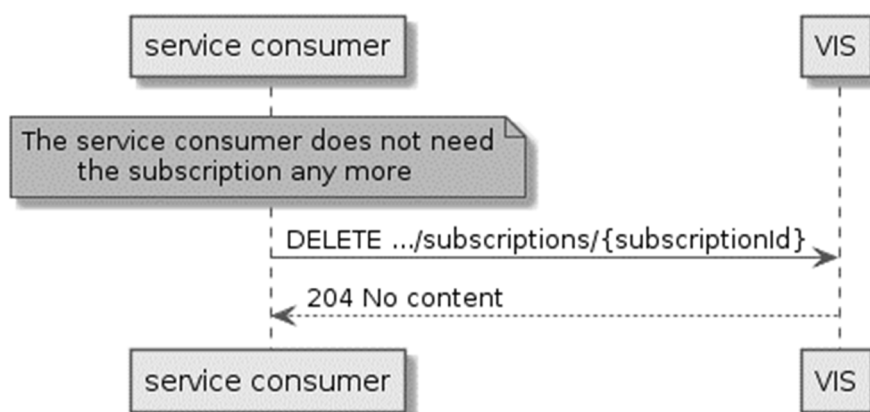 service consumer
VIS
The service consumer does not need
the subscription any more
DELETE .../subscriptions/{subscriptionId}
204 No content
service consumer
VIS